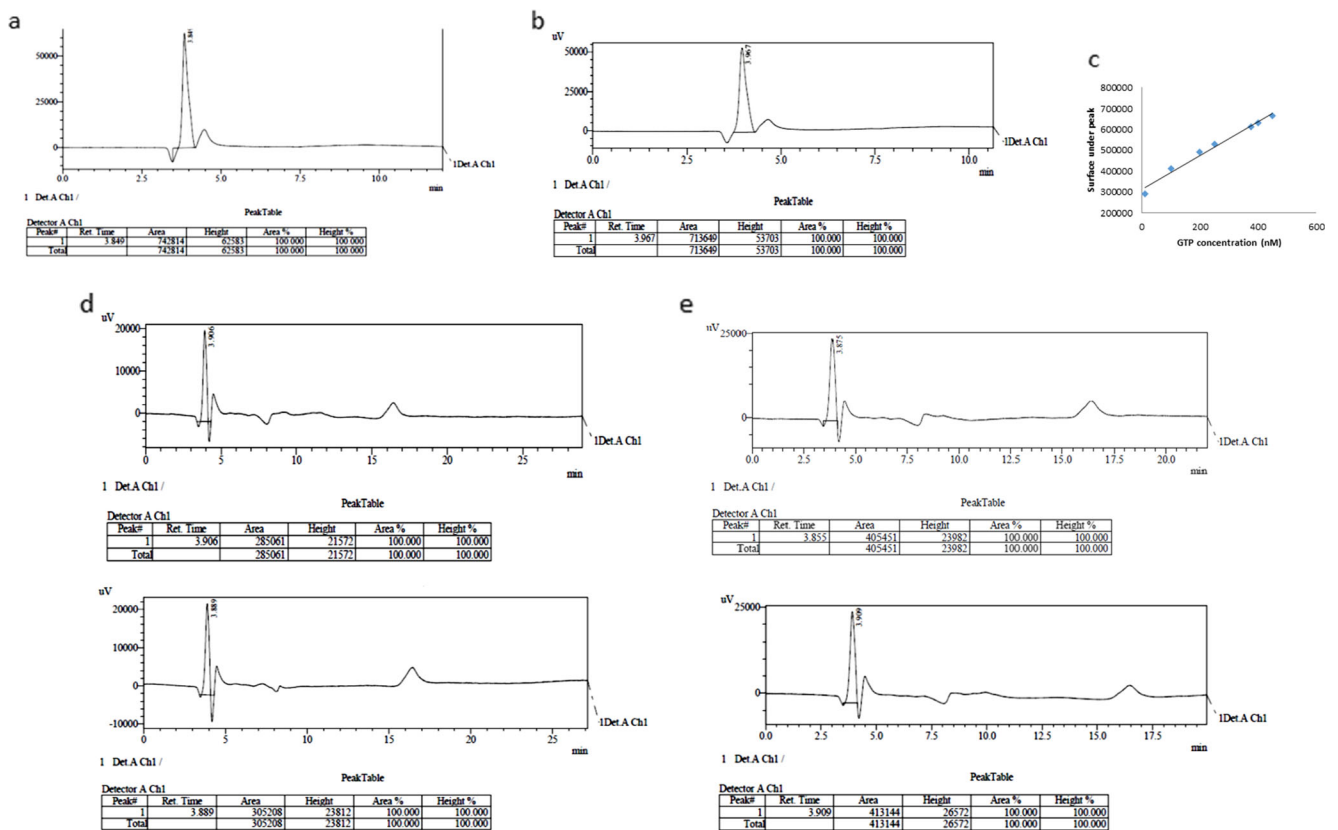 a
50000
25000
0
3.849
0.0
2.5
5.0
7.5
10.0
min
1Det.A Ch1
1 Det.A Ch1 /
PeakTable
Detector A Ch1
Peak# Ret. Time Area Height Area % Height %
1 3.849 742814 62583 100.000 100.000
Total 742814 62583 100.000 100.000
b
uV
50000
25000
0
3.967
0.0
2.5
5.0
7.5
10.0
min
1Det.A Ch1
1 Det.A Ch1 /
PeakTable
Detector A Ch1
Peak# Ret. Time Area Height Area % Height %
1 3.967 713649 53703 100.000 100.000
Total 713649 53703 100.000 100.000
c
Surface under peak
800000
700000
600000
500000
400000
300000
200000
0 200 400 600
GTP concentration (nM)
d
uV
20000
10000
0
3.906
0 5 10 15 20 25
min
1Det.A Ch1
1 Det.A Ch1 /
PeakTable
Detector A Ch1
Peak# Ret. Time Area Height Area % Height %
1 3.906 285061 21572 100.000 100.000
Total 285061 21572 100.000 100.000
uV
20000
10000
0
-10000
3.889
0 5 10 15 20 25
min
1Det.A Ch1
1 Det.A Ch1 /
PeakTable
Detector A Ch1
Peak# Ret. Time Area Height Area % Height %
1 3.889 305208 23812 100.000 100.000
Total 305208 23812 100.000 100.000
e
uV
25000
0
3.875
0.0 2.5 5.0 7.5 10.0 12.5 15.0 17.5 20.0
min
1Det.A Ch1
1 Det.A Ch1 /
PeakTable
Detector A Ch1
Peak# Ret. Time Area Height Area % Height %
1 3.855 405451 23982 100.000 100.000
Total 405451 23982 100.000 100.000
uV
25000
0
3.909
0.0 2.5 5.0 7.5 10.0 12.5 15.0 17.5
min
1Det.A Ch1
1 Det.A Ch1 /
PeakTable
Detector A Ch1
Peak# Ret. Time Area Height Area % Height %
1 3.909 413144 26572 100.000 100.000
Total 413144 26572 100.000 100.000